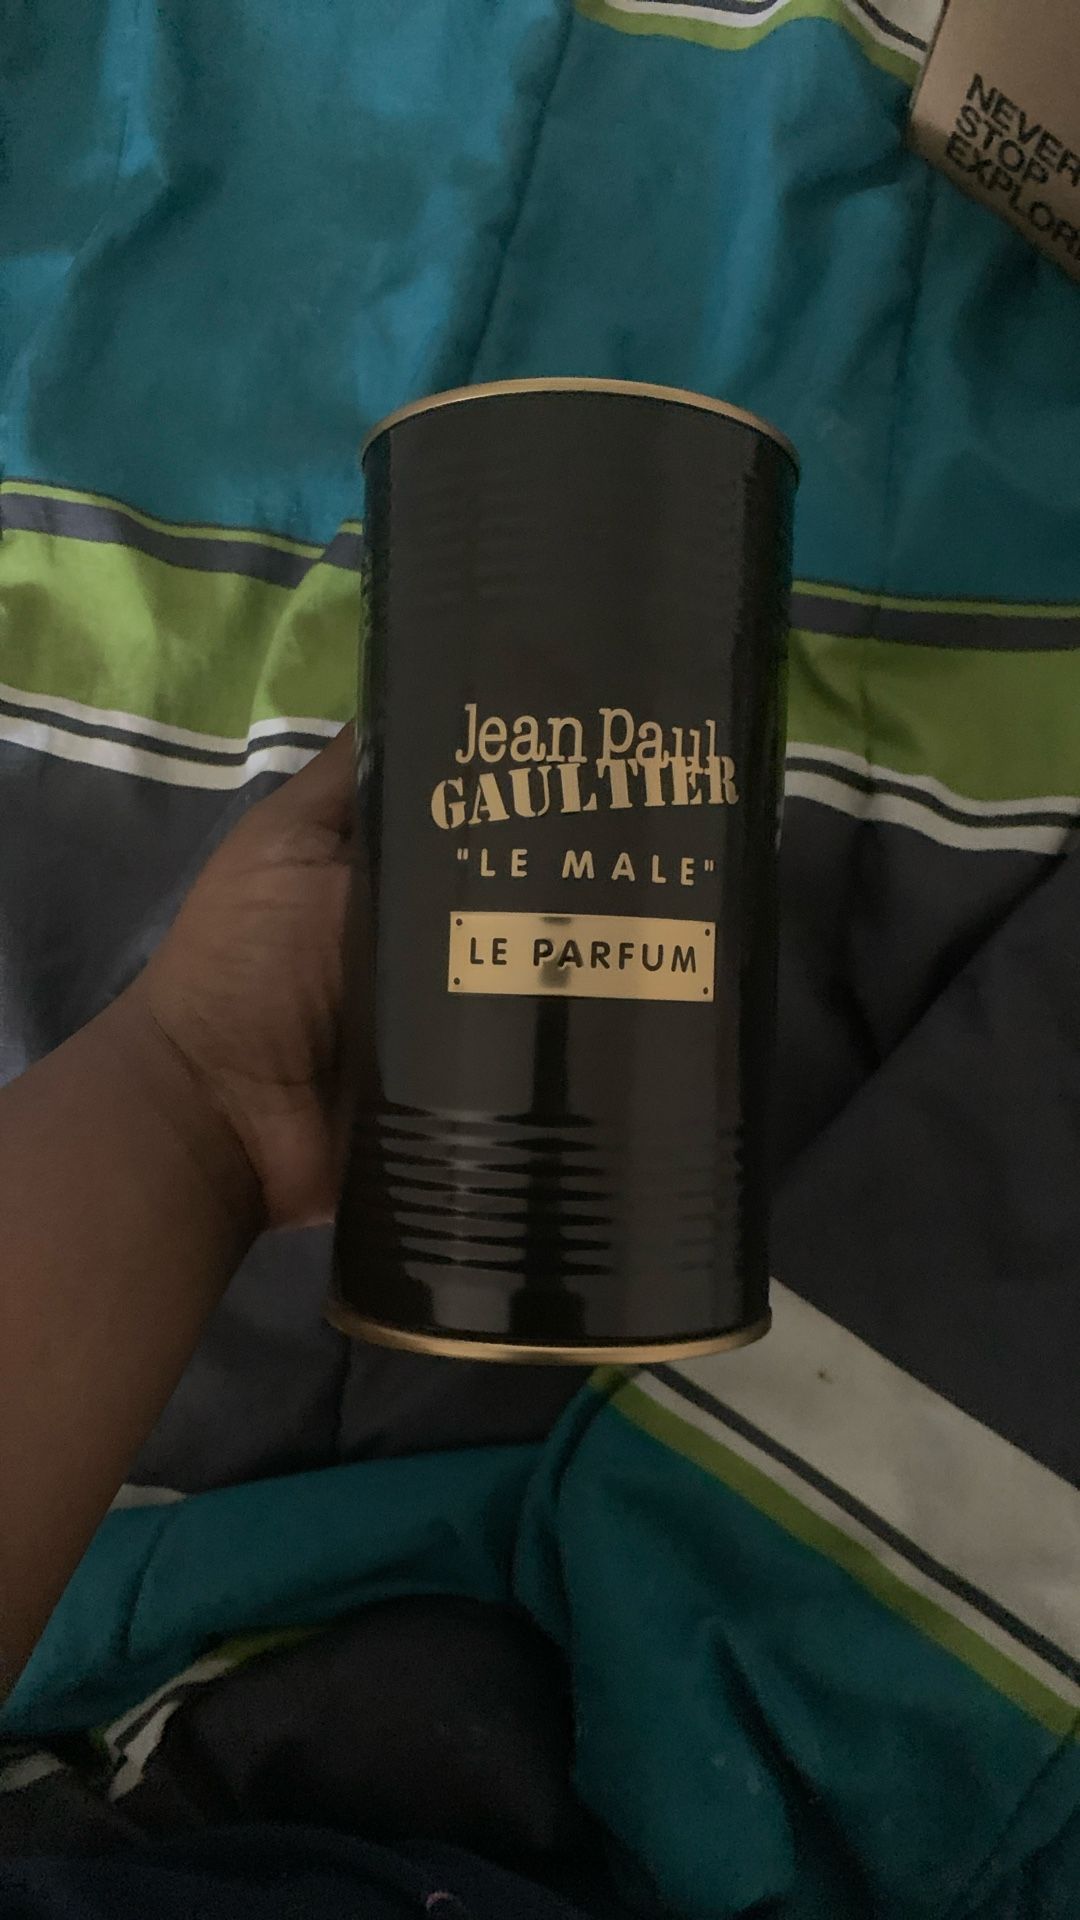 NEVER
STOP
Jean Paul
GAULTIER
"LE MALE"
LE PARFUM